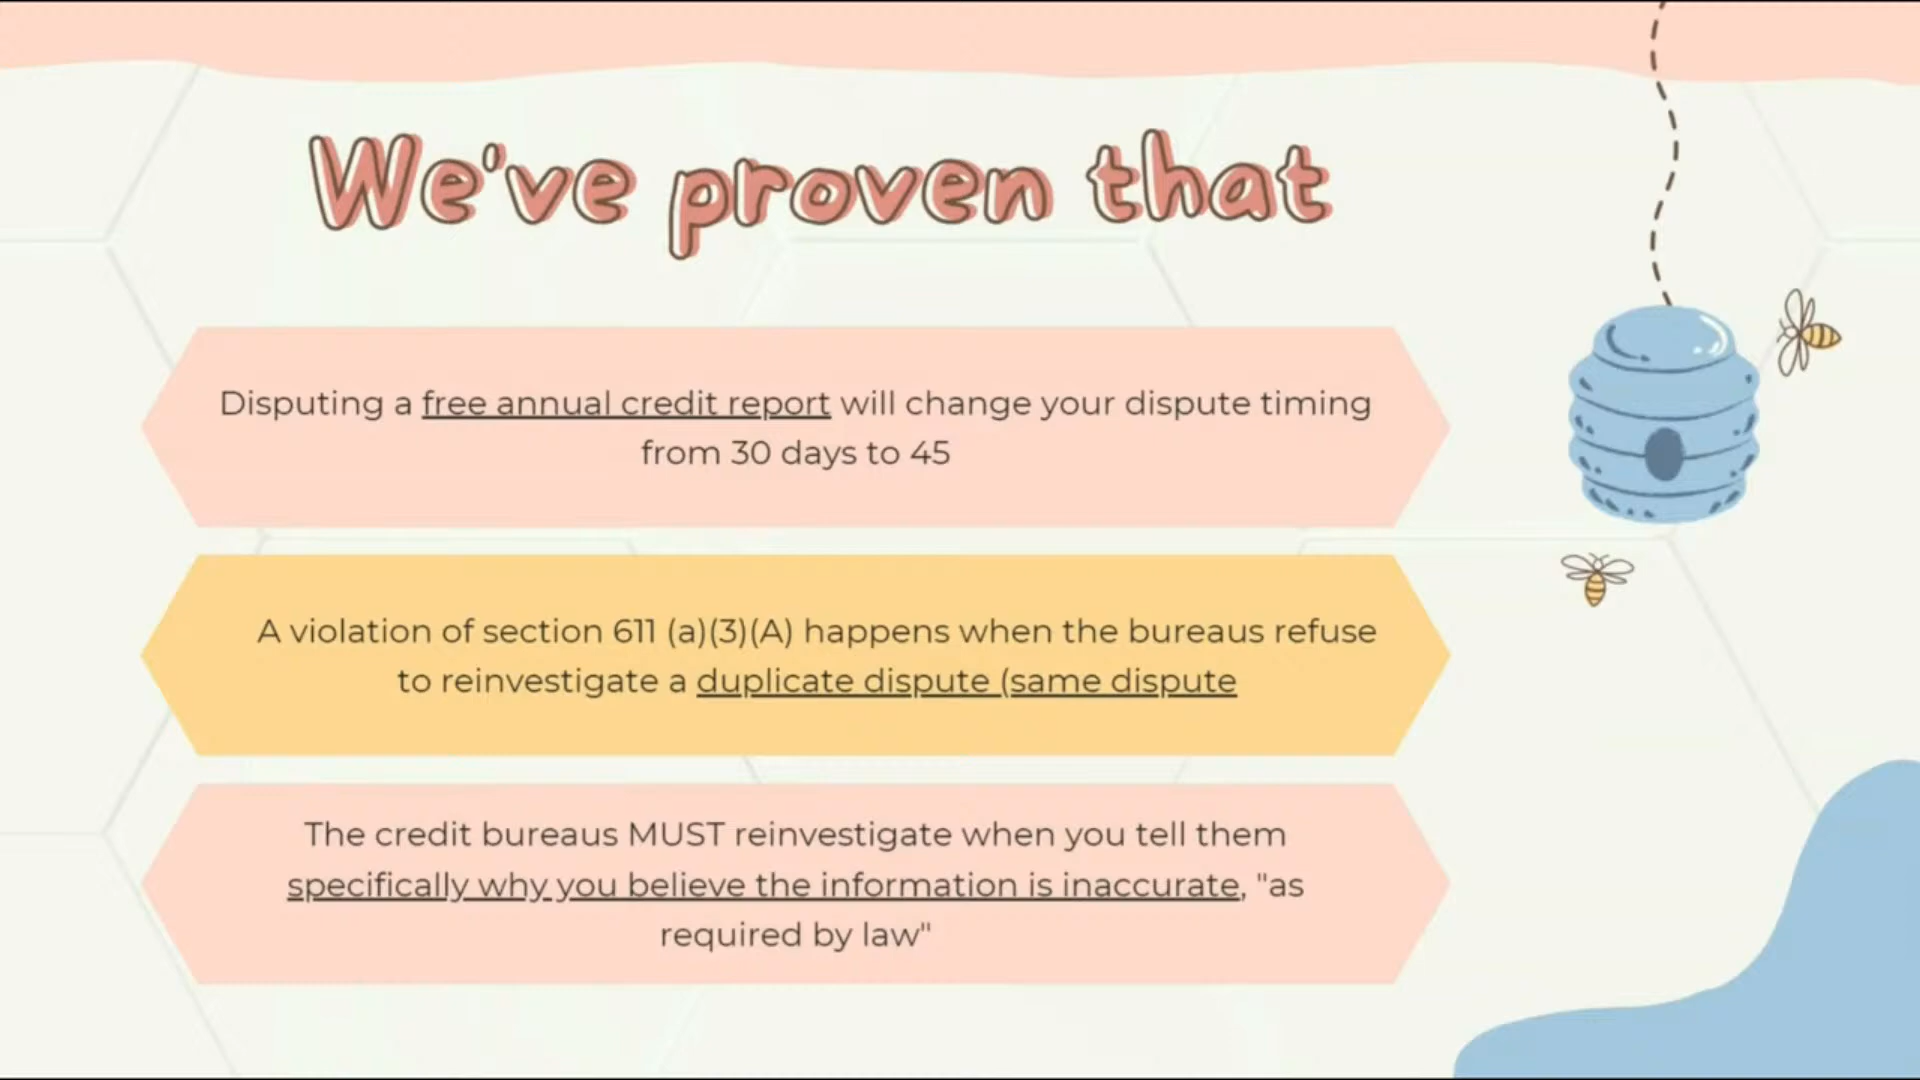 We've proven that
Disputing a free annual credit report will change your dispute timing
from 30 days to 45
A violation of section 611 (a)(3)(A) happens when the bureaus refuse
to reinvestigate a duplicate dispute (same dispute
The credit bureaus MUST reinvestigate when you tell them
specifically why you believe the information is inaccurate, "as
required by law"